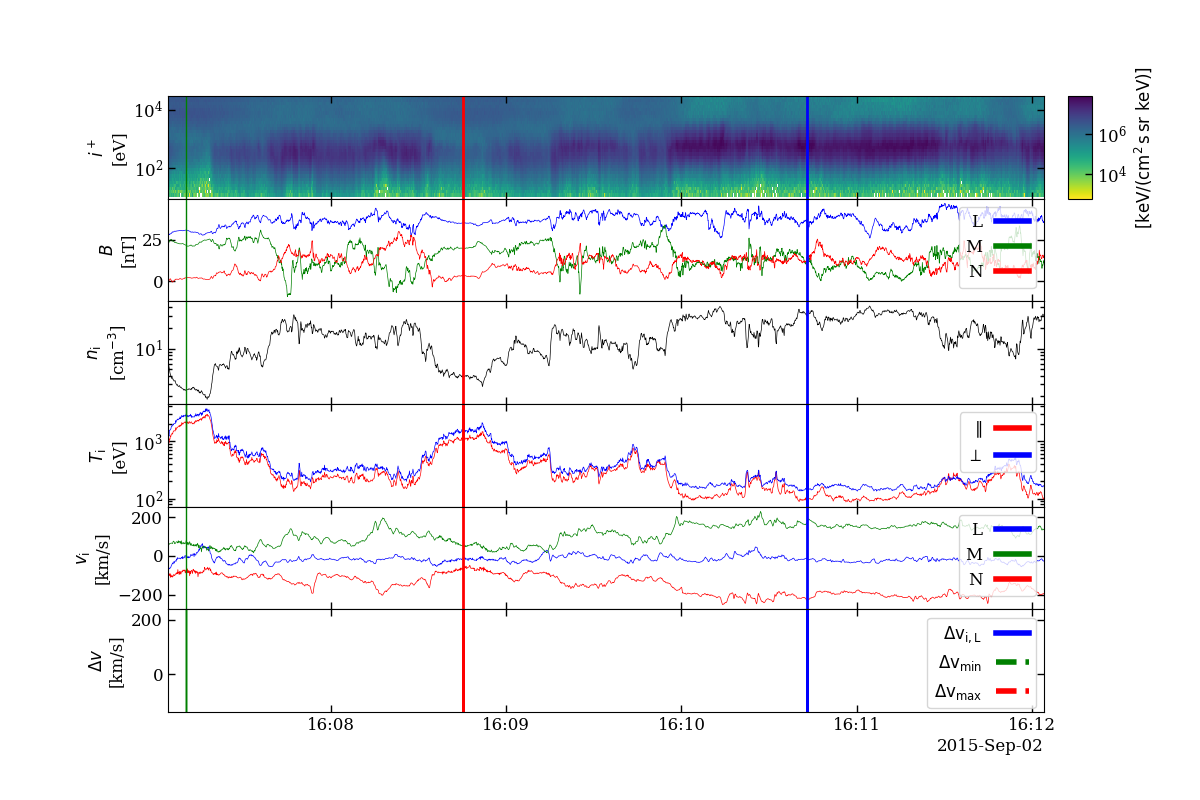 10⁴
10²
i⁺
[eV]
10⁶
10⁴
[keV/(cm² s sr keV)]
25
0
B
[nT]
L
M
N
10¹
nᵢ
[cm⁻³]
10³
10²
Tᵢ
[eV]
∥
⊥
200
0
−200
vᵢ
[km/s]
L
M
N
200
0
Δv
[km/s]
Δv_i,L
Δv_min
Δv_max
16:08 16:09 16:10 16:11 16:12
2015-Sep-02